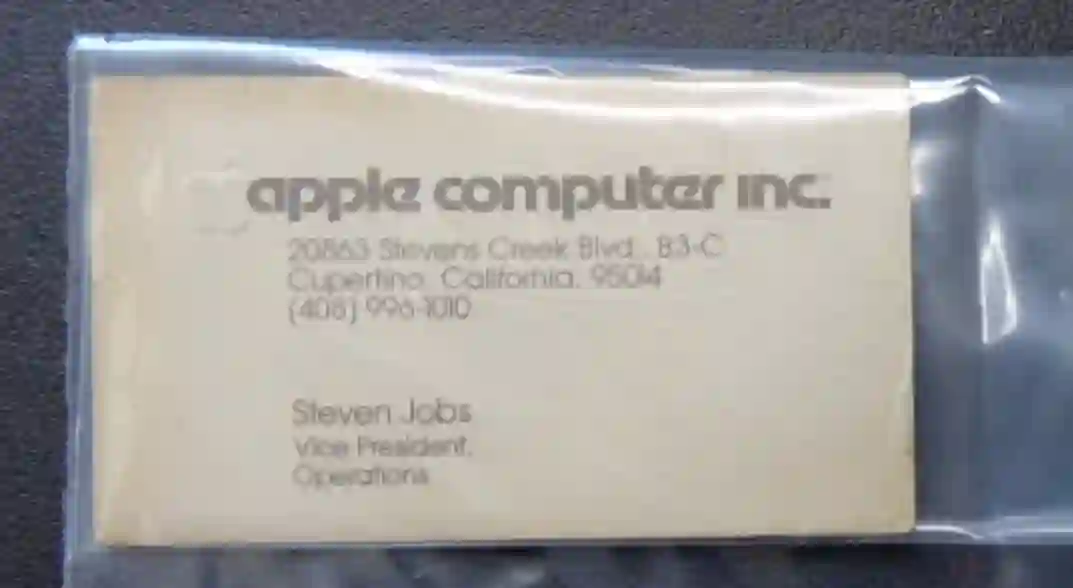 apple computer inc.
20863 Stevens Creek Blvd., B3-C
Cupertino, California, 95014
(408) 996-1010
Steven Jobs
Vice President,
Operations